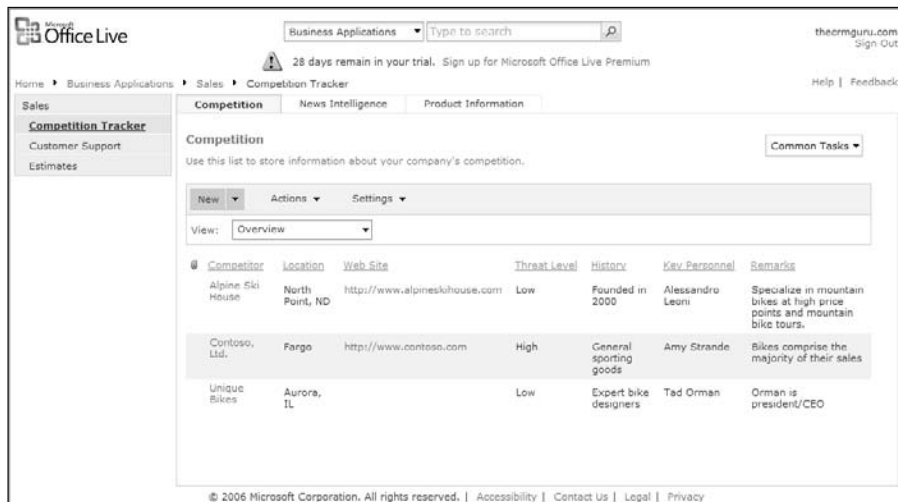 Microsoft
Office Live
Business Applications Type to search
thecrmguru.com
Sign Out
28 days remain in your trial. Sign up for Microsoft Office Live Premium
Home Business Applications Sales Competition Tracker
Help | Feedback
Sales
Competition Tracker
Customer Support
Estimates
Competition News Intelligence Product Information
Competition
Use this list to store information about your company's competition.
Common Tasks
New Actions Settings
View: Overview
Competitor Location Web Site Threat Level History Key Personnel Remarks
Alpine Ski House North Point, ND http://www.alpineskihouse.com Low Founded in 2000 Alessandro Leoni Specialize in mountain bikes at high price points and mountain bike tours.
Contoso, Ltd. Fargo http://www.contoso.com High General sporting goods Amy Strande Bikes comprise the majority of their sales
Unique Bikes Aurora, IL Low Expert bike designers Tad Orman Orman is president/CEO
© 2006 Microsoft Corporation. All rights reserved. | Accessibility | Contact Us | Legal | Privacy